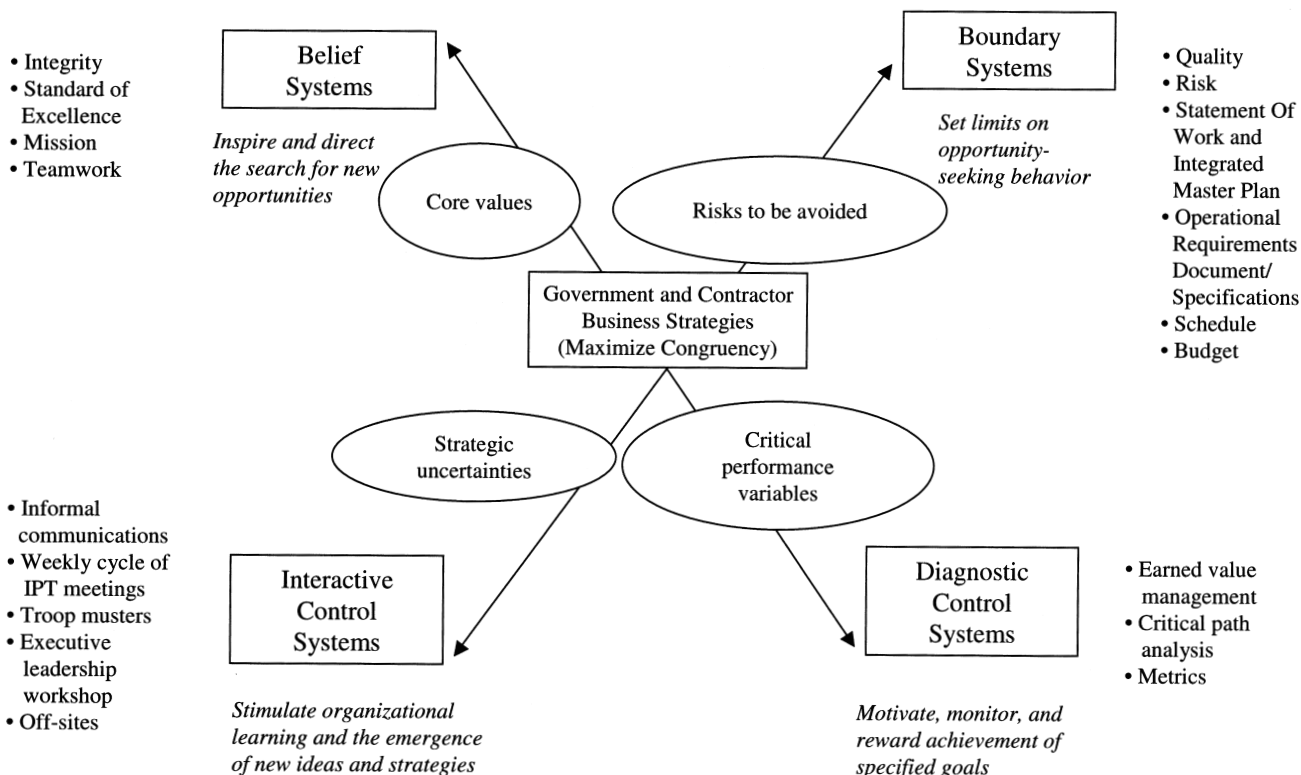 • Integrity
• Standard of
Excellence
• Mission
• Teamwork
Belief
Systems
Inspire and direct
the search for new
opportunities
Core values
Boundary
Systems
Set limits on
opportunity-
seeking behavior
Risks to be avoided
• Quality
• Risk
• Statement Of
Work and
Integrated
Master Plan
• Operational
Requirements
Document/
Specifications
• Schedule
• Budget
Government and Contractor
Business Strategies
(Maximize Congruency)
Strategic
uncertainties
Critical
performance
variables
• Informal
communications
• Weekly cycle of
IPT meetings
• Troop musters
• Executive
leadership
workshop
• Off-sites
Interactive
Control
Systems
Stimulate organizational
learning and the emergence
of new ideas and strategies
Diagnostic
Control
Systems
Motivate, monitor, and
reward achievement of
specified goals
• Earned value
management
• Critical path
analysis
• Metrics